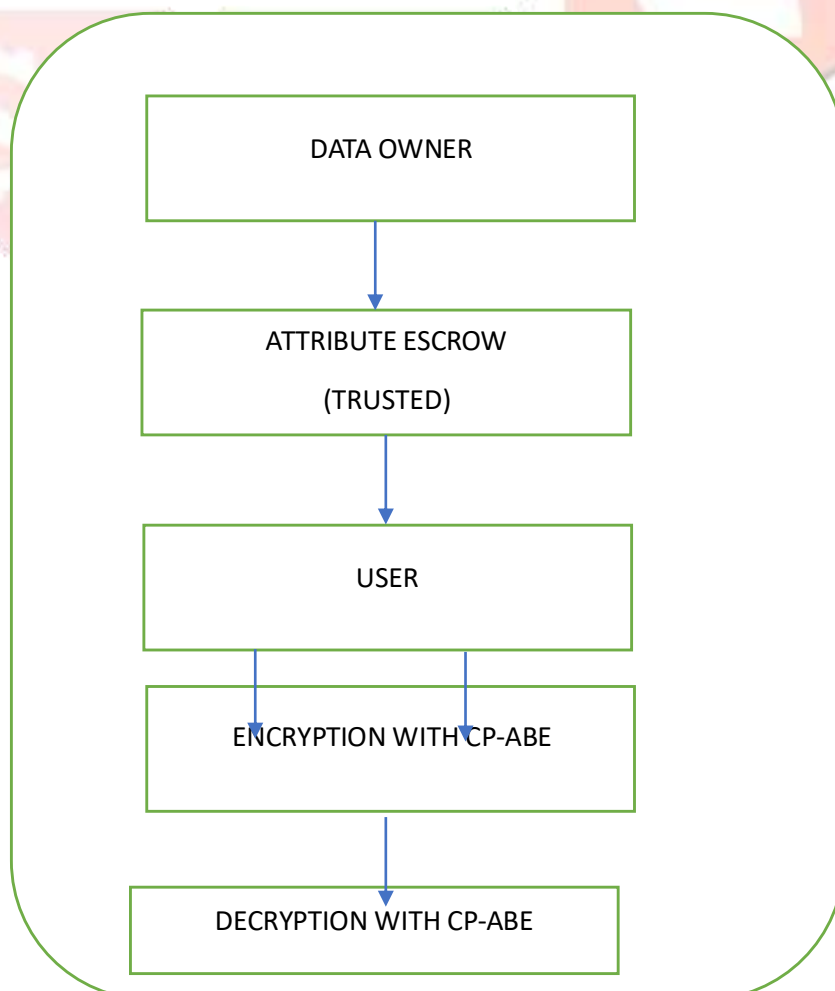 DATA OWNER
ATTRIBUTE ESCROW
(TRUSTED)
USER
ENCRYPTION WITH CP-ABE
DECRYPTION WITH CP-ABE